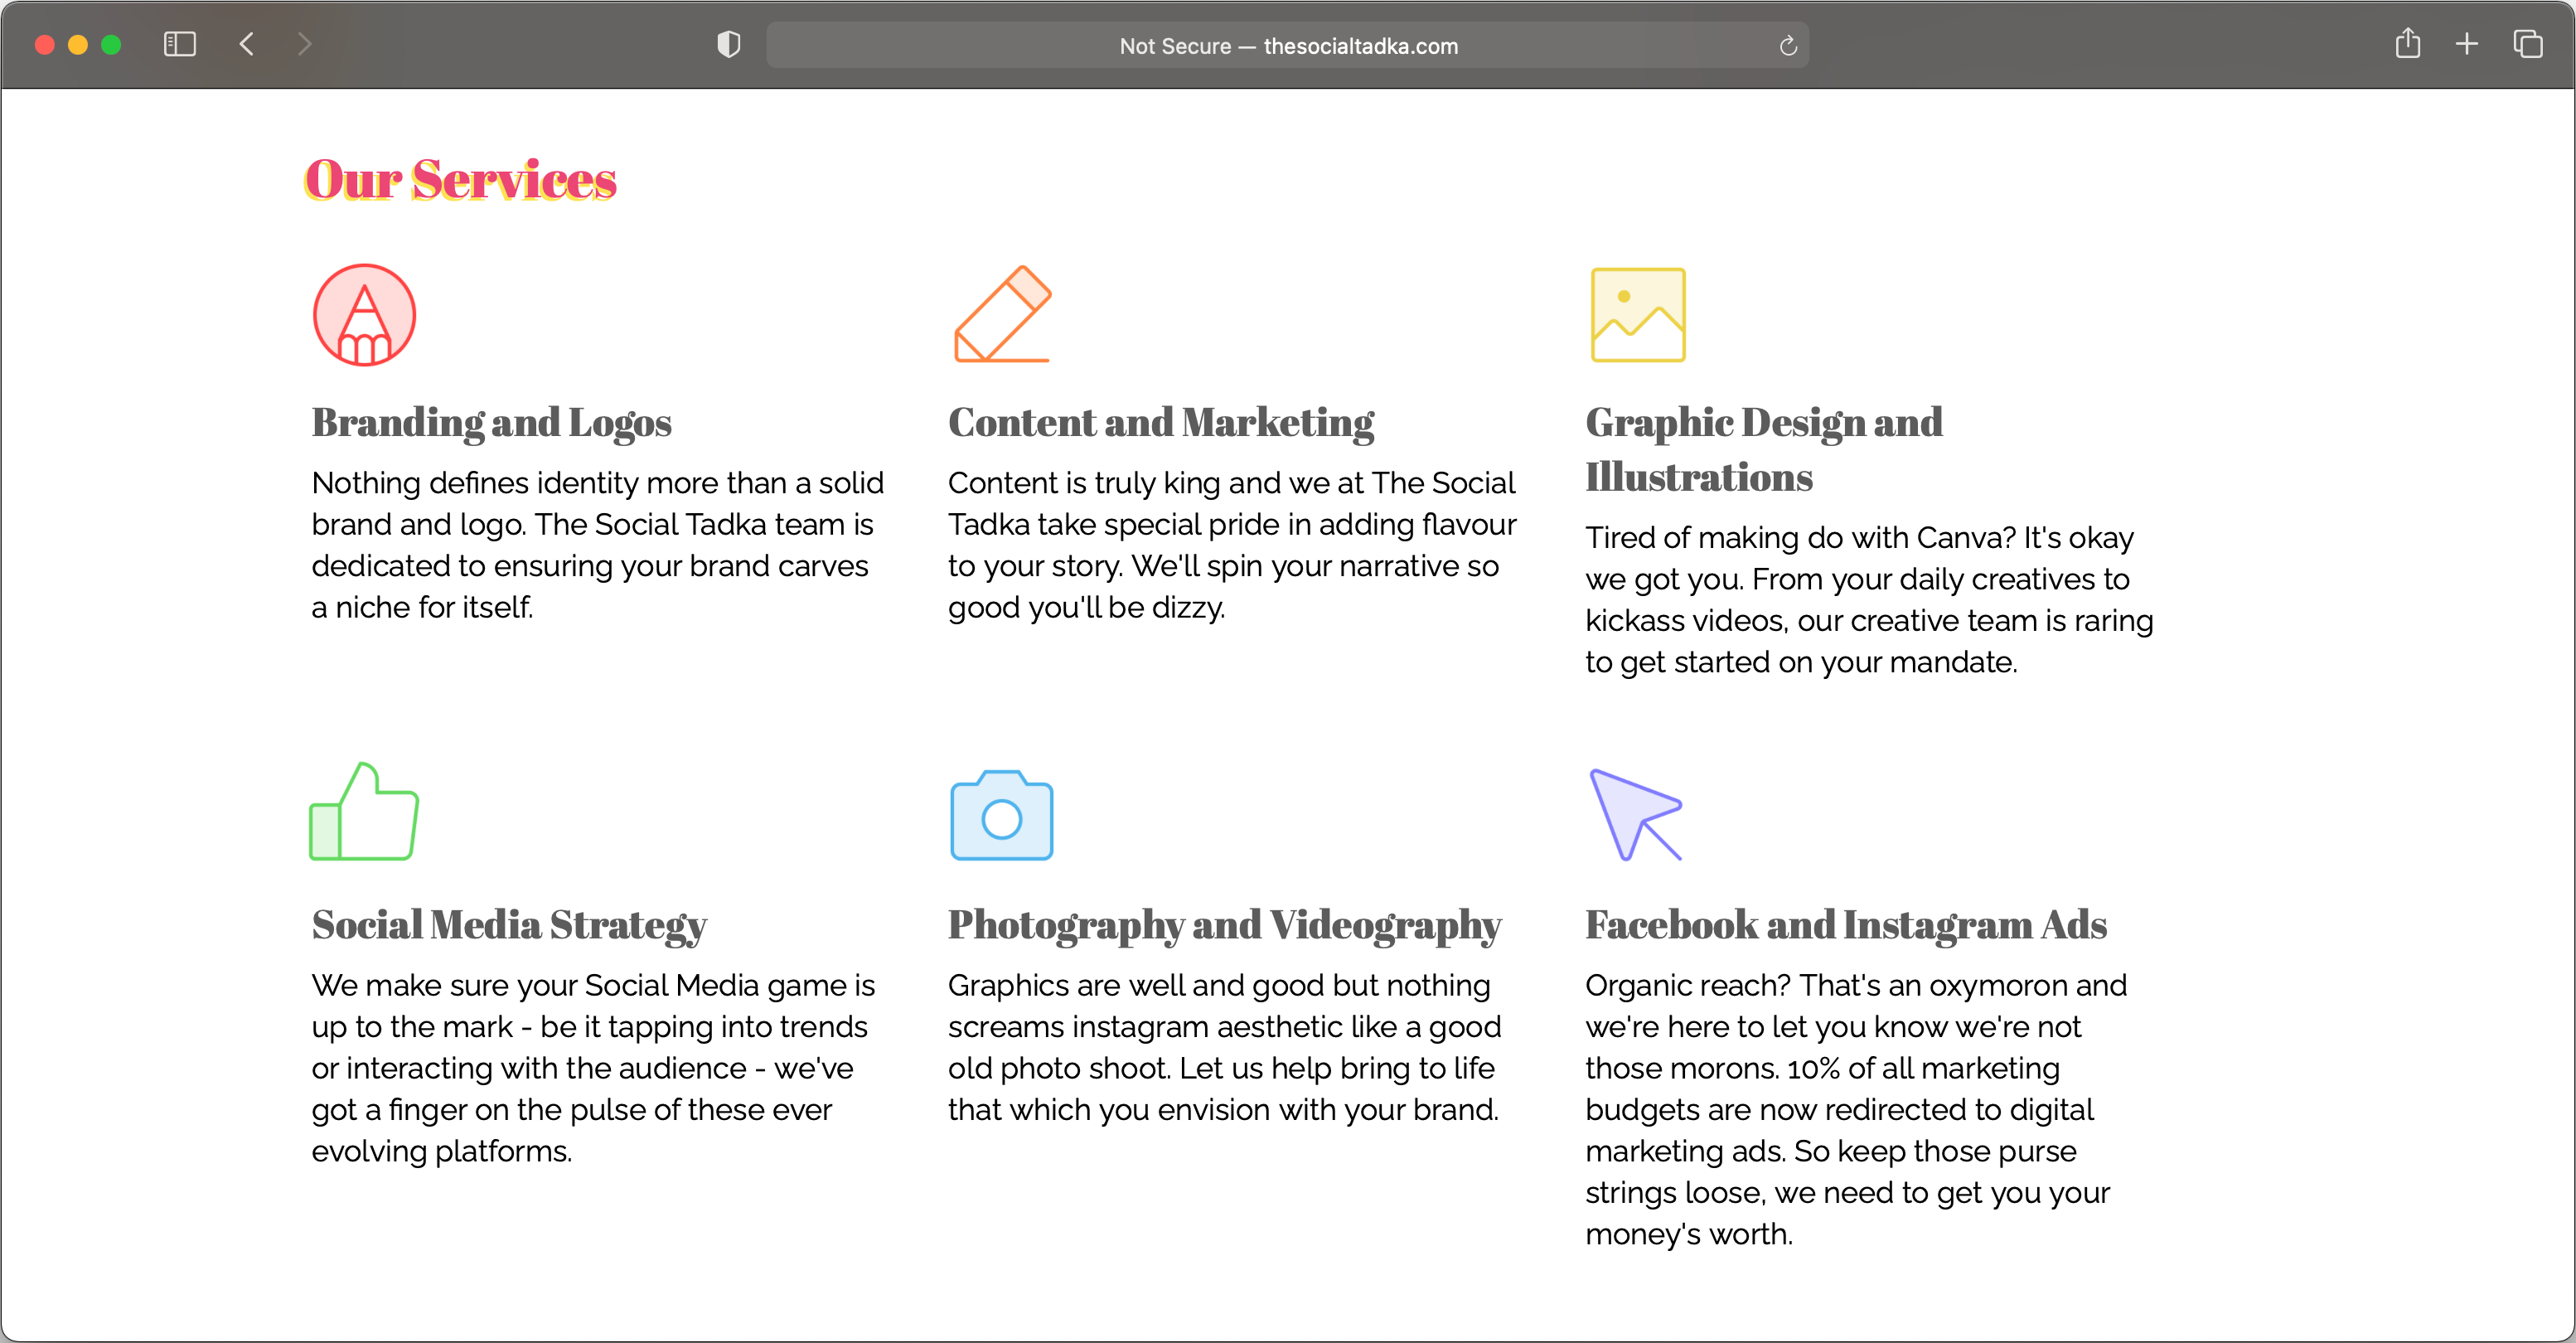 Not Secure — thesocialtadka.com
Our Services
Branding and Logos
Nothing defines identity more than a solid
brand and logo. The Social Tadka team is
dedicated to ensuring your brand carves
a niche for itself.
Content and Marketing
Content is truly king and we at The Social
Tadka take special pride in adding flavour
to your story. We'll spin your narrative so
good you'll be dizzy.
Graphic Design and
Illustrations
Tired of making do with Canva? It's okay
we got you. From your daily creatives to
kickass videos, our creative team is raring
to get started on your mandate.
Social Media Strategy
We make sure your Social Media game is
up to the mark - be it tapping into trends
or interacting with the audience - we've
got a finger on the pulse of these ever
evolving platforms.
Photography and Videography
Graphics are well and good but nothing
screams instagram aesthetic like a good
old photo shoot. Let us help bring to life
that which you envision with your brand.
Facebook and Instagram Ads
Organic reach? That's an oxymoron and
we're here to let you know we're not
those morons. 10% of all marketing
budgets are now redirected to digital
marketing ads. So keep those purse
strings loose, we need to get you your
money's worth.